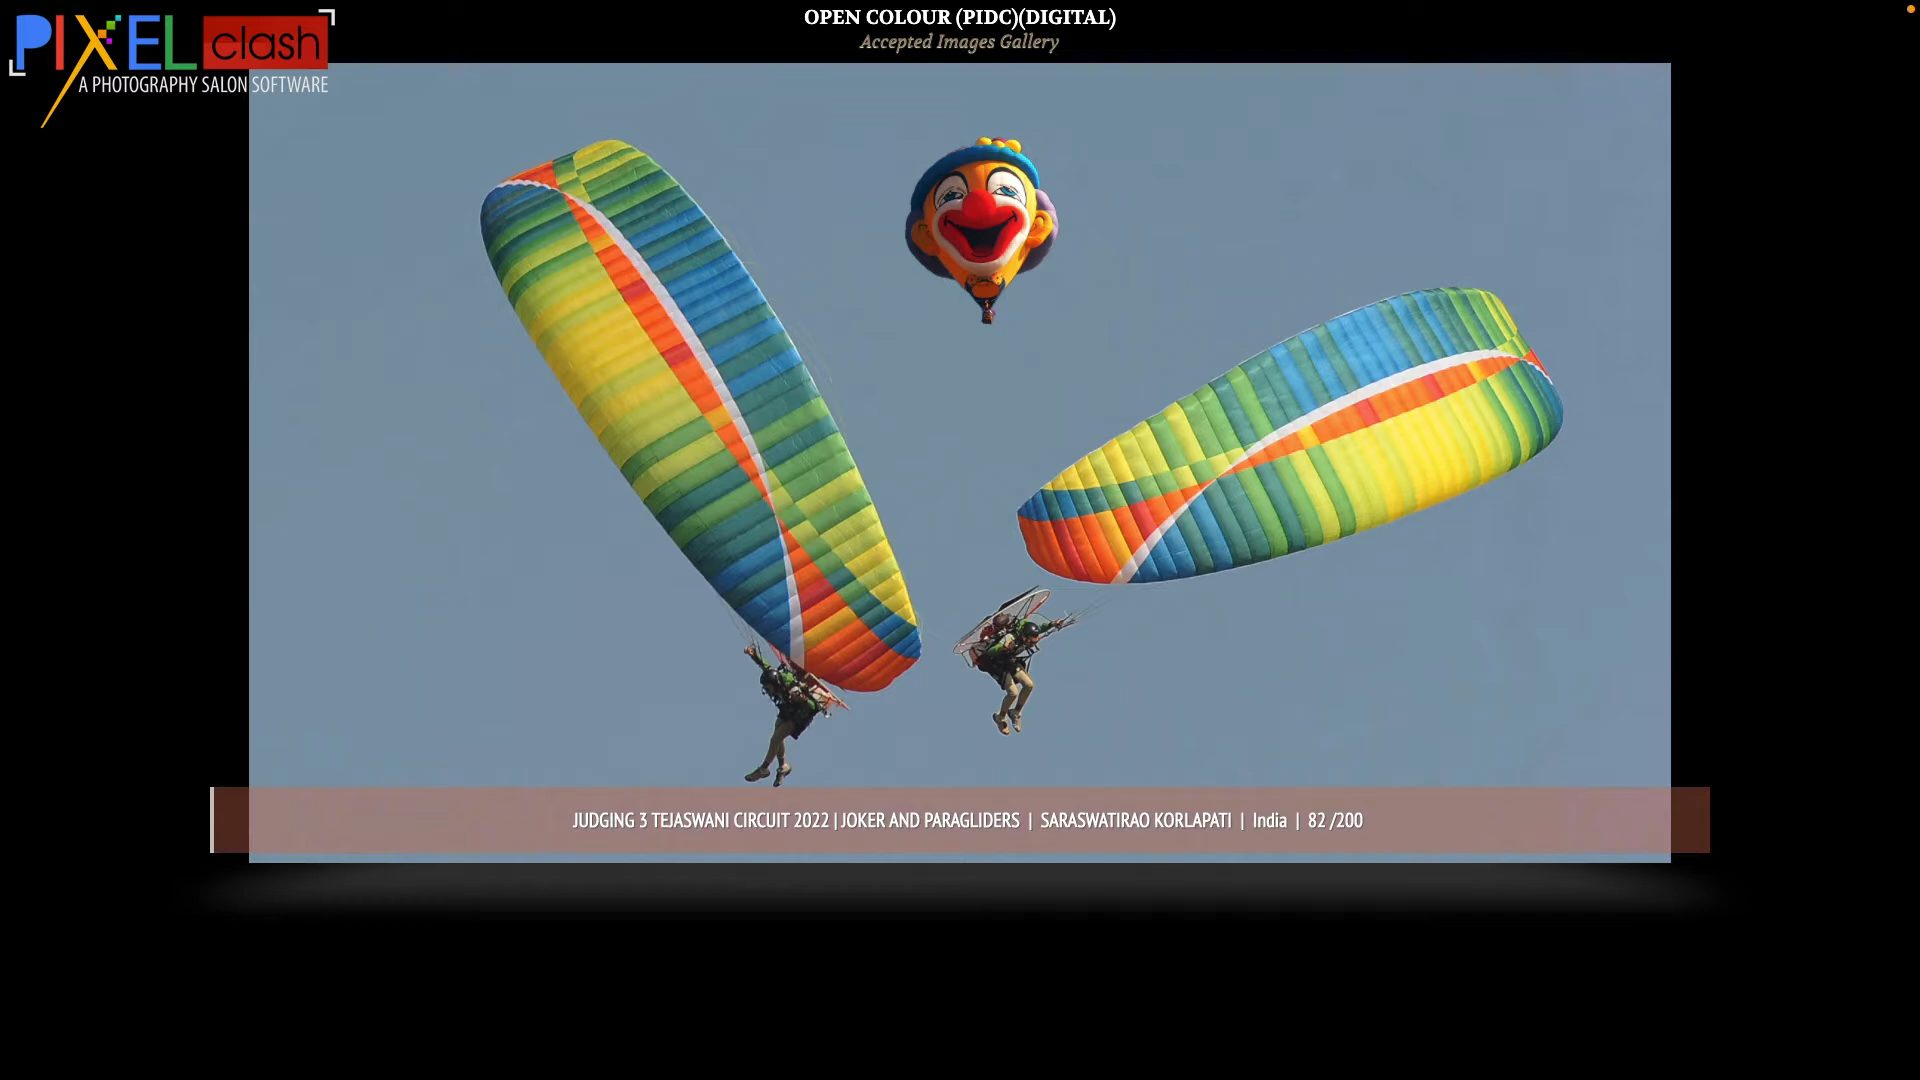 PIXEL clash
A PHOTOGRAPHY SALON SOFTWARE
OPEN COLOUR (PIDC)(DIGITAL)
Accepted Images Gallery
JUDGING 3 TEJASWANI CIRCUIT 2022 | JOKER AND PARAGLIDERS | SARASWATIRAO KORLAPATI | India | 82 /200